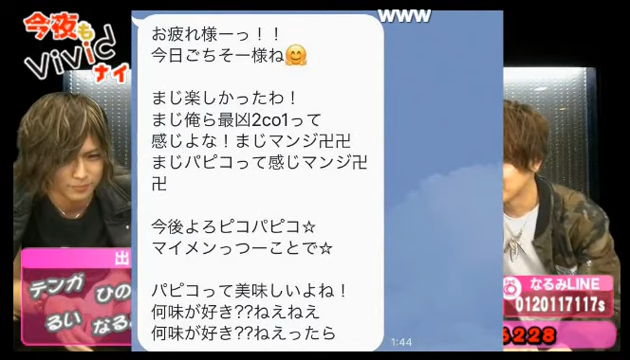 今夜も
ViViD
ナイ
www
お疲れ様ーっ！！
今日ごちそー様ね🤗
まじ楽しかったわ！
まじ俺ら最凶2co1って
感じよな！まじマンジ卍卍
まじパピコって感じマンジ卍
卍
今後よろピコパピコ☆
マイメンっつーことで☆
パピコって美味しいよね！
何味が好き??ねえねえ
何味が好き??ねえったら
1:44
出
テンガ
ひの
るい
なるみ
なるみLINE
0120117117s
6228